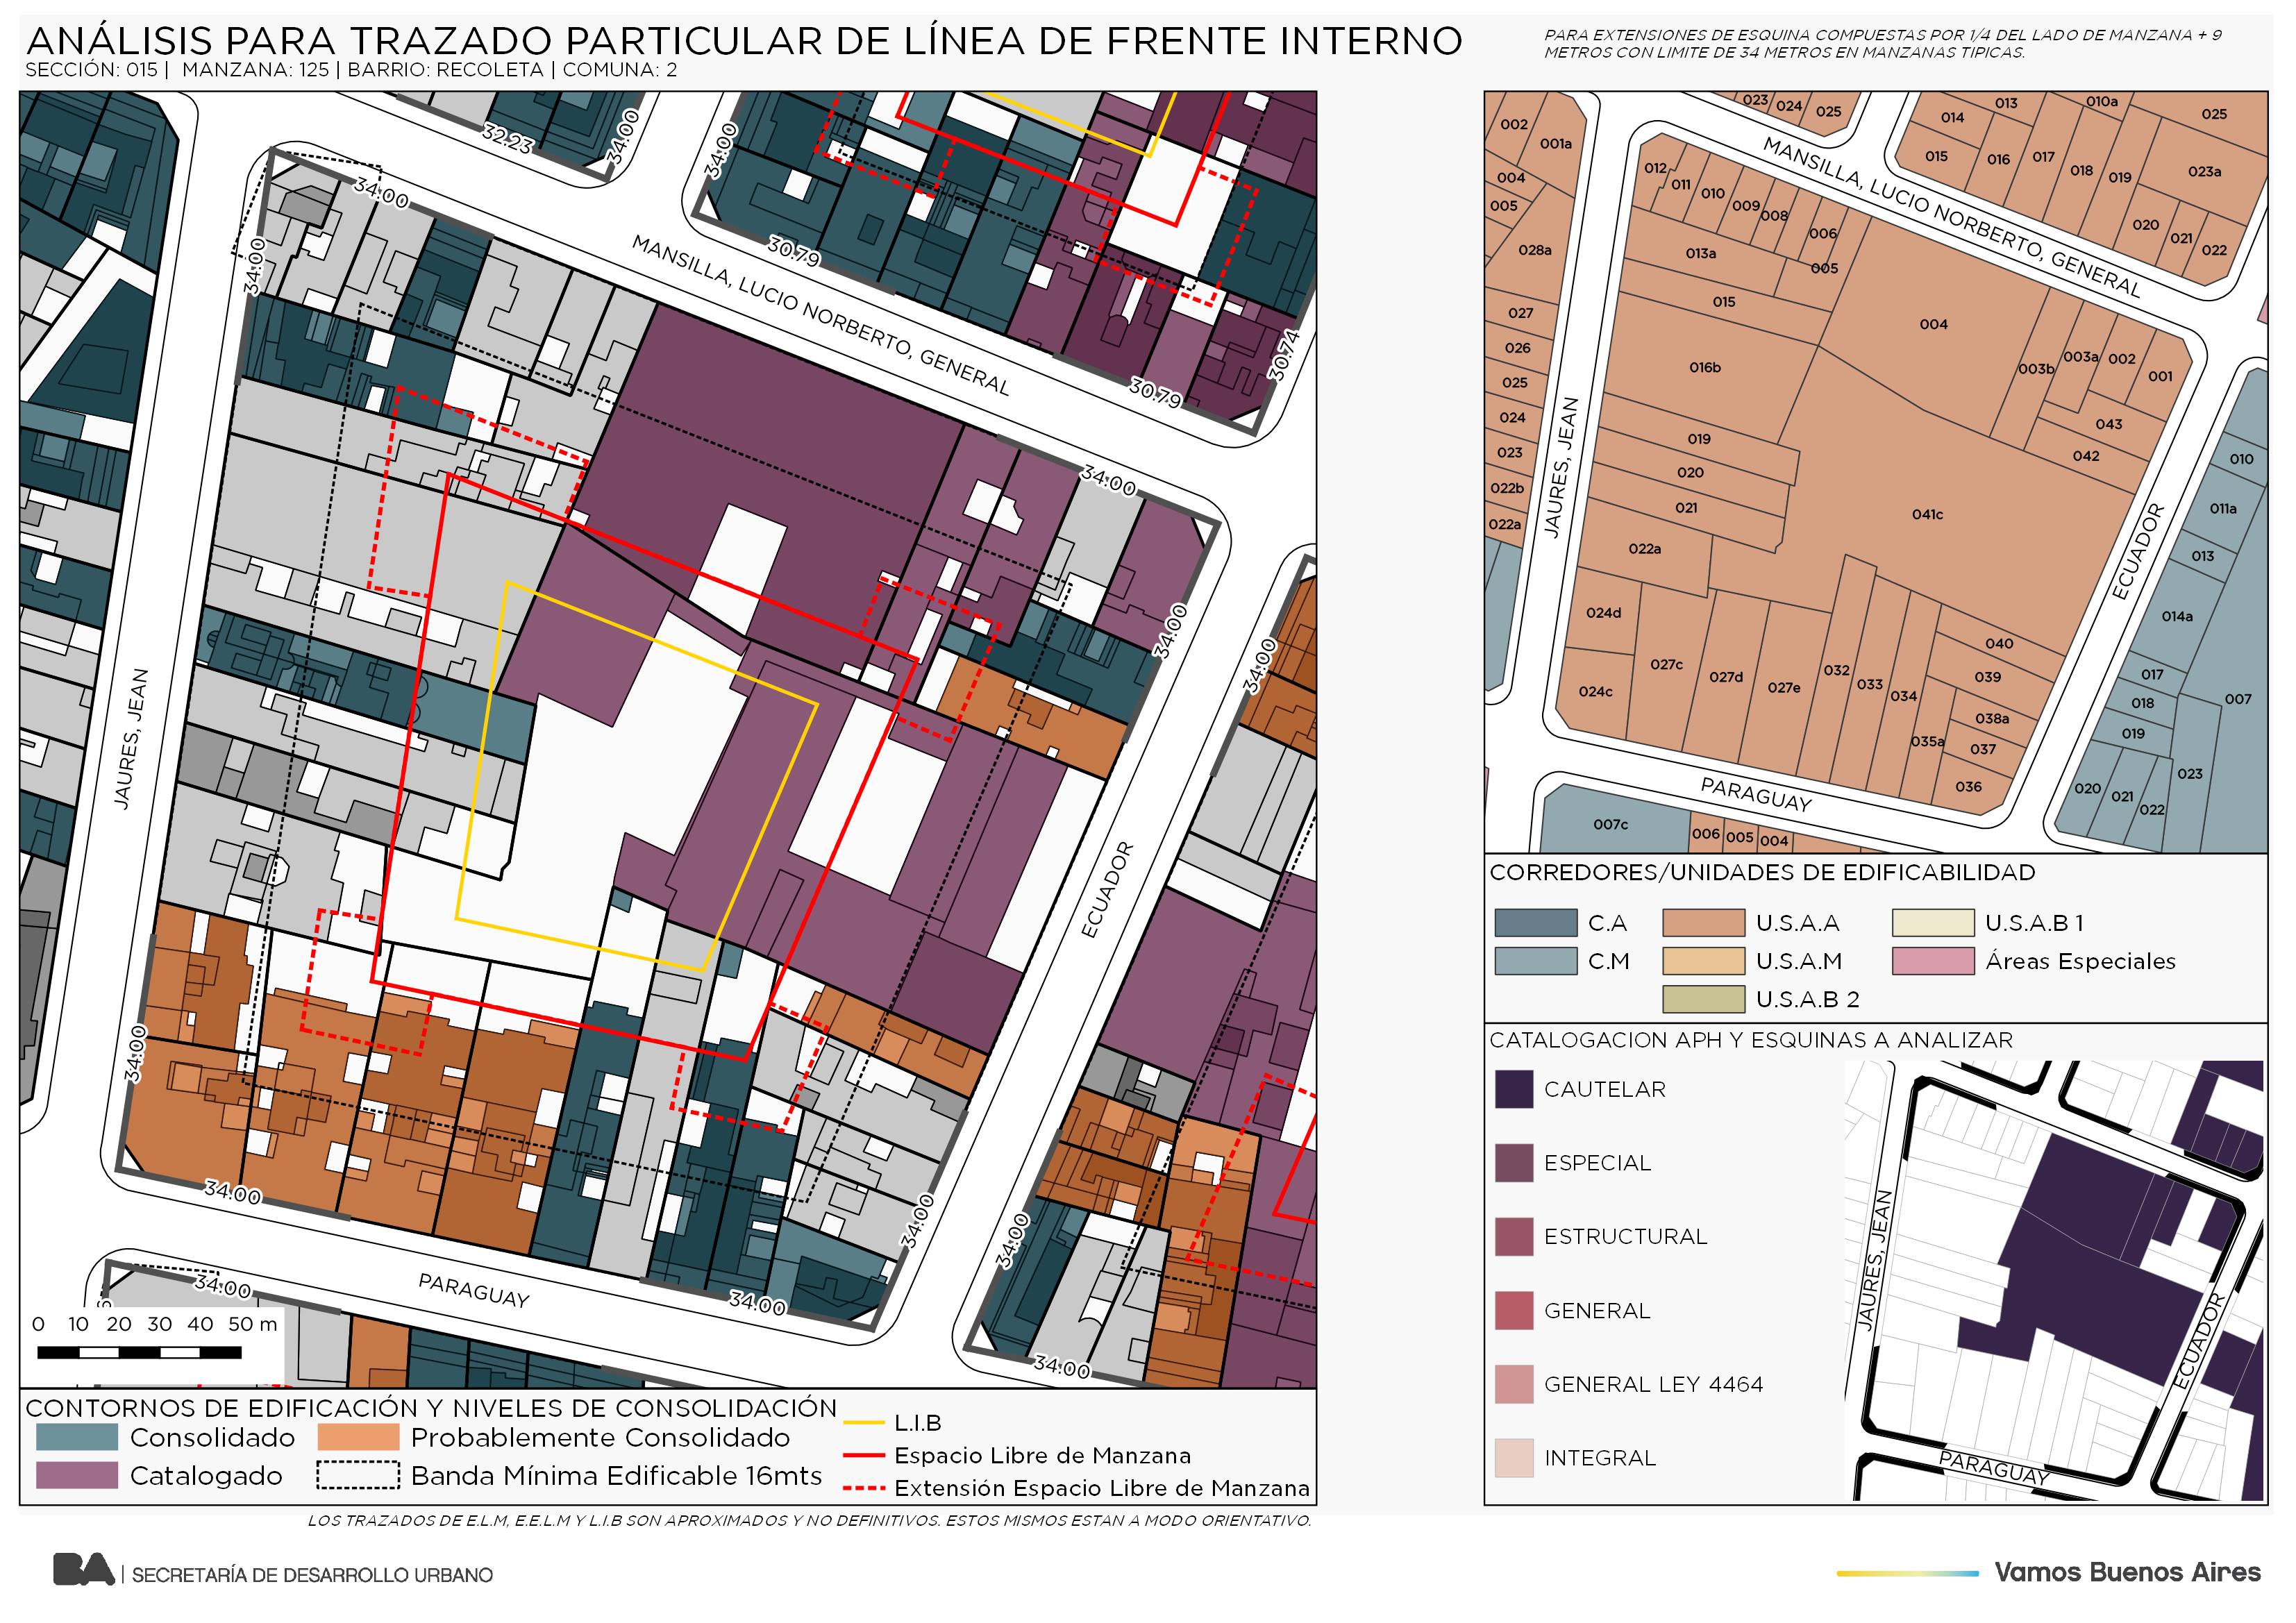 ANÁLISIS PARA TRAZADO PARTICULAR DE LÍNEA DE FRENTE INTERNO
SECCIÓN: 015 | MANZANA: 125 | BARRIO: RECOLETA | COMUNA: 2
PARA EXTENSIONES DE ESQUINA COMPUESTAS POR 1/4 DEL LADO DE MANZANA + 9
METROS CON LIMITE DE 34 METROS EN MANZANAS TIPICAS.
32.23
34.00
34.00
30.79
30.79
30.74
34.00
34.00
MANSILLA, LUCIO NORBERTO, GENERAL
34.00
34.00
34.00
JAURES, JEAN
ECUADOR
34.00
34.00
34.00
34.00
34.00
34.00
34.00
PARAGUAY
0 10 20 30 40 50 m
CONTORNOS DE EDIFICACIÓN Y NIVELES DE CONSOLIDACIÓN
Consolidado
Probablemente Consolidado
Catalogado
Banda Mínima Edificable 16mts
L.I.B
Espacio Libre de Manzana
Extensión Espacio Libre de Manzana
LOS TRAZADOS DE E.L.M, E.E.L.M Y L.I.B SON APROXIMADOS Y NO DEFINITIVOS. ESTOS MISMOS ESTAN A MODO ORIENTATIVO.
002
001a
004
005
028a
027
026
025
024
023
022b
022a
023
024
025
013
010a
025
014
015
016
017
018
019
023a
020
021
022
MANSILLA, LUCIO NORBERTO, GENERAL
012
011
010
009
008
006
005
013a
015
016b
004
003b
003a
002
001
043
042
019
020
021
022a
041c
024d
024c
027c
027d
027e
032
033
034
035a
040
039
038a
037
036
JAURES, JEAN
ECUADOR
PARAGUAY
010
011a
013
014a
017
018
019
007
020
021
022
023
007c
006
005
004
CORREDORES/UNIDADES DE EDIFICABILIDAD
C.A
U.S.A.A
U.S.A.B 1
C.M
U.S.A.M
Áreas Especiales
U.S.A.B 2
CATALOGACION APH Y ESQUINAS A ANALIZAR
CAUTELAR
ESPECIAL
ESTRUCTURAL
GENERAL
GENERAL LEY 4464
INTEGRAL
JAURES, JEAN
ECUADOR
PARAGUAY
BA | SECRETARÍA DE DESARROLLO URBANO
Vamos Buenos Aires